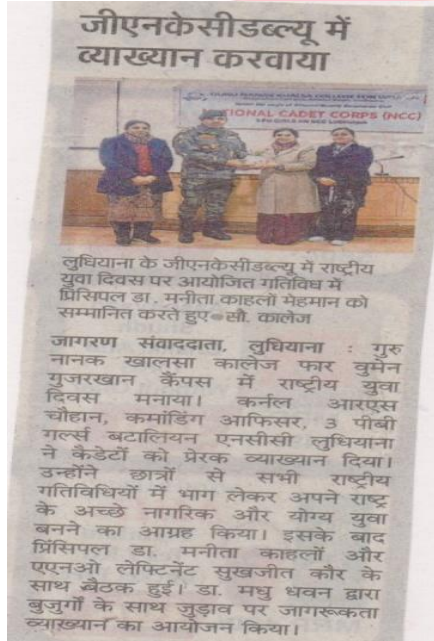 जीएनकेसीडब्ल्यू में
व्याख्यान करवाया
NATIONAL CADET CORPS (NCC)
लुधियाना के जीएनकेसीडब्ल्यू में राष्ट्रीय
युवा दिवस पर आयोजित गतिविध में
प्रिंसिपल डा. मनीता काहलों मेहमान को
सम्मानित करते हुए • सौ. कालेज
जागरण संवाददाता, लुधियाना : गुरु
नानक खालसा कालेज फार वुमेन
गुजरखान कैंपस में राष्ट्रीय युवा
दिवस मनाया। कर्नल आरएस
चौहान, कमांडिंग आफिसर, 3 पीबी
गर्ल्स बटालियन एनसीसी लुधियाना
ने कैडेटों को प्रेरक व्याख्यान दिया।
उन्होंने छात्रों से सभी राष्ट्रीय
गतिविधियों में भाग लेकर अपने राष्ट्र
के अच्छे नागरिक और योग्य युवा
बनने का आग्रह किया। इसके बाद
प्रिंसिपल डा. मनीता काहलों और
एएनओ लेफ्टिनेंट सुखजीत कौर के
साथ बैठक हुई। डा. मधु धवन द्वारा
बुजुर्गों के साथ जुड़ाव पर जागरूकता
व्याख्यान का आयोजन किया।